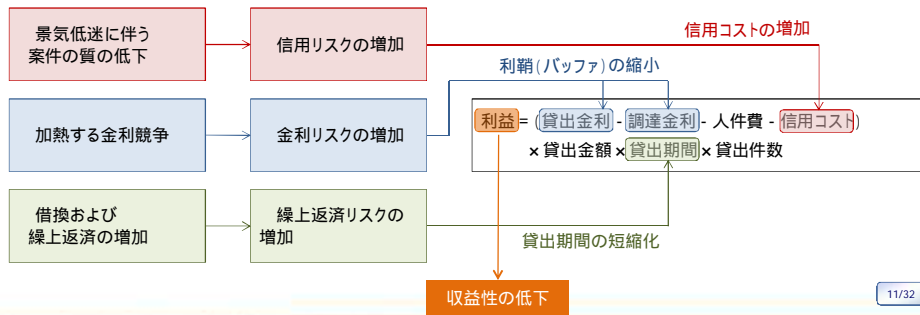 景気低迷に伴う
案件の質の低下
信用リスクの増加
信用コストの増加
利鞘(バッファ)の縮小
加熱する金利競争
金利リスクの増加
利益 = (貸出金利 - 調達金利 - 人件費 - 信用コスト)
×貸出金額×貸出期間×貸出件数
借換および
繰上返済の増加
繰上返済リスクの
増加
貸出期間の短縮化
収益性の低下
11/32